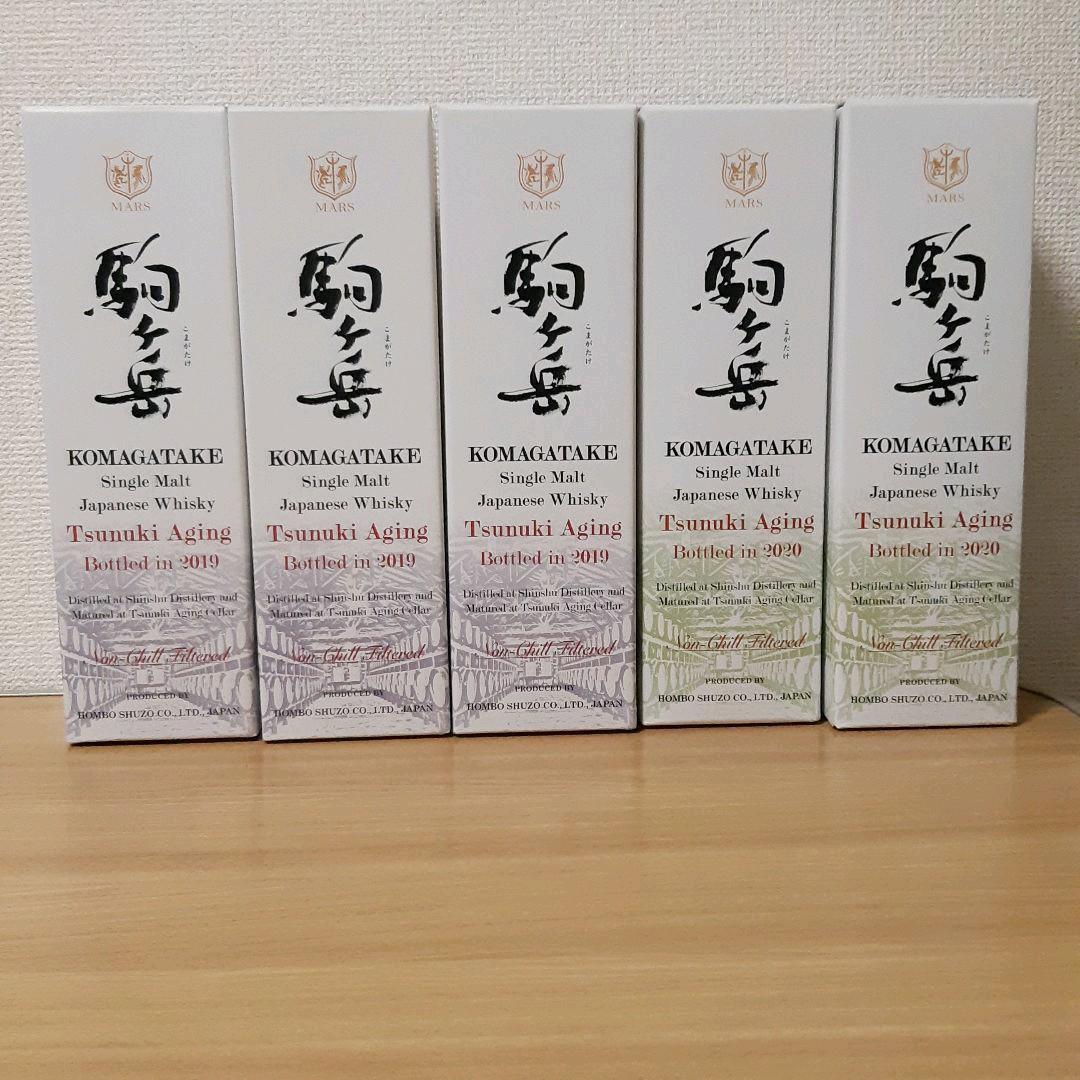 MARS
駒ヶ岳
こまがたけ
KOMAGATAKE
Single Malt
Japanese Whisky
Tsunuki Aging
Bottled in 2019
Distilled at Shinshu Distillery and
Matured at Tsunuki Aging Cellar
Non-Chill Filtered
PRODUCED BY
HOMBO SHUZO CO.,LTD., JAPAN
MARS
駒ヶ岳
こまがたけ
KOMAGATAKE
Single Malt
Japanese Whisky
Tsunuki Aging
Bottled in 2019
Distilled at Shinshu Distillery and
Matured at Tsunuki Aging Cellar
Non-Chill Filtered
PRODUCED BY
HOMBO SHUZO CO.,LTD., JAPAN
MARS
駒ヶ岳
こまがたけ
KOMAGATAKE
Single Malt
Japanese Whisky
Tsunuki Aging
Bottled in 2019
Distilled at Shinshu Distillery and
Matured at Tsunuki Aging Cellar
Non-Chill Filtered
PRODUCED BY
HOMBO SHUZO CO.,LTD., JAPAN
MARS
駒ヶ岳
こまがたけ
KOMAGATAKE
Single Malt
Japanese Whisky
Tsunuki Aging
Bottled in 2020
Distilled at Shinshu Distillery and
Matured at Tsunuki Aging Cellar
Non-Chill Filtered
PRODUCED BY
HOMBO SHUZO CO.,LTD., JAPAN
MARS
駒ヶ岳
こまがたけ
KOMAGATAKE
Single Malt
Japanese Whisky
Tsunuki Aging
Bottled in 2020
Distilled at Shinshu Distillery and
Matured at Tsunuki Aging Cellar
Non-Chill Filtered
PRODUCED BY
HOMBO SHUZO CO.,LTD., JAPAN